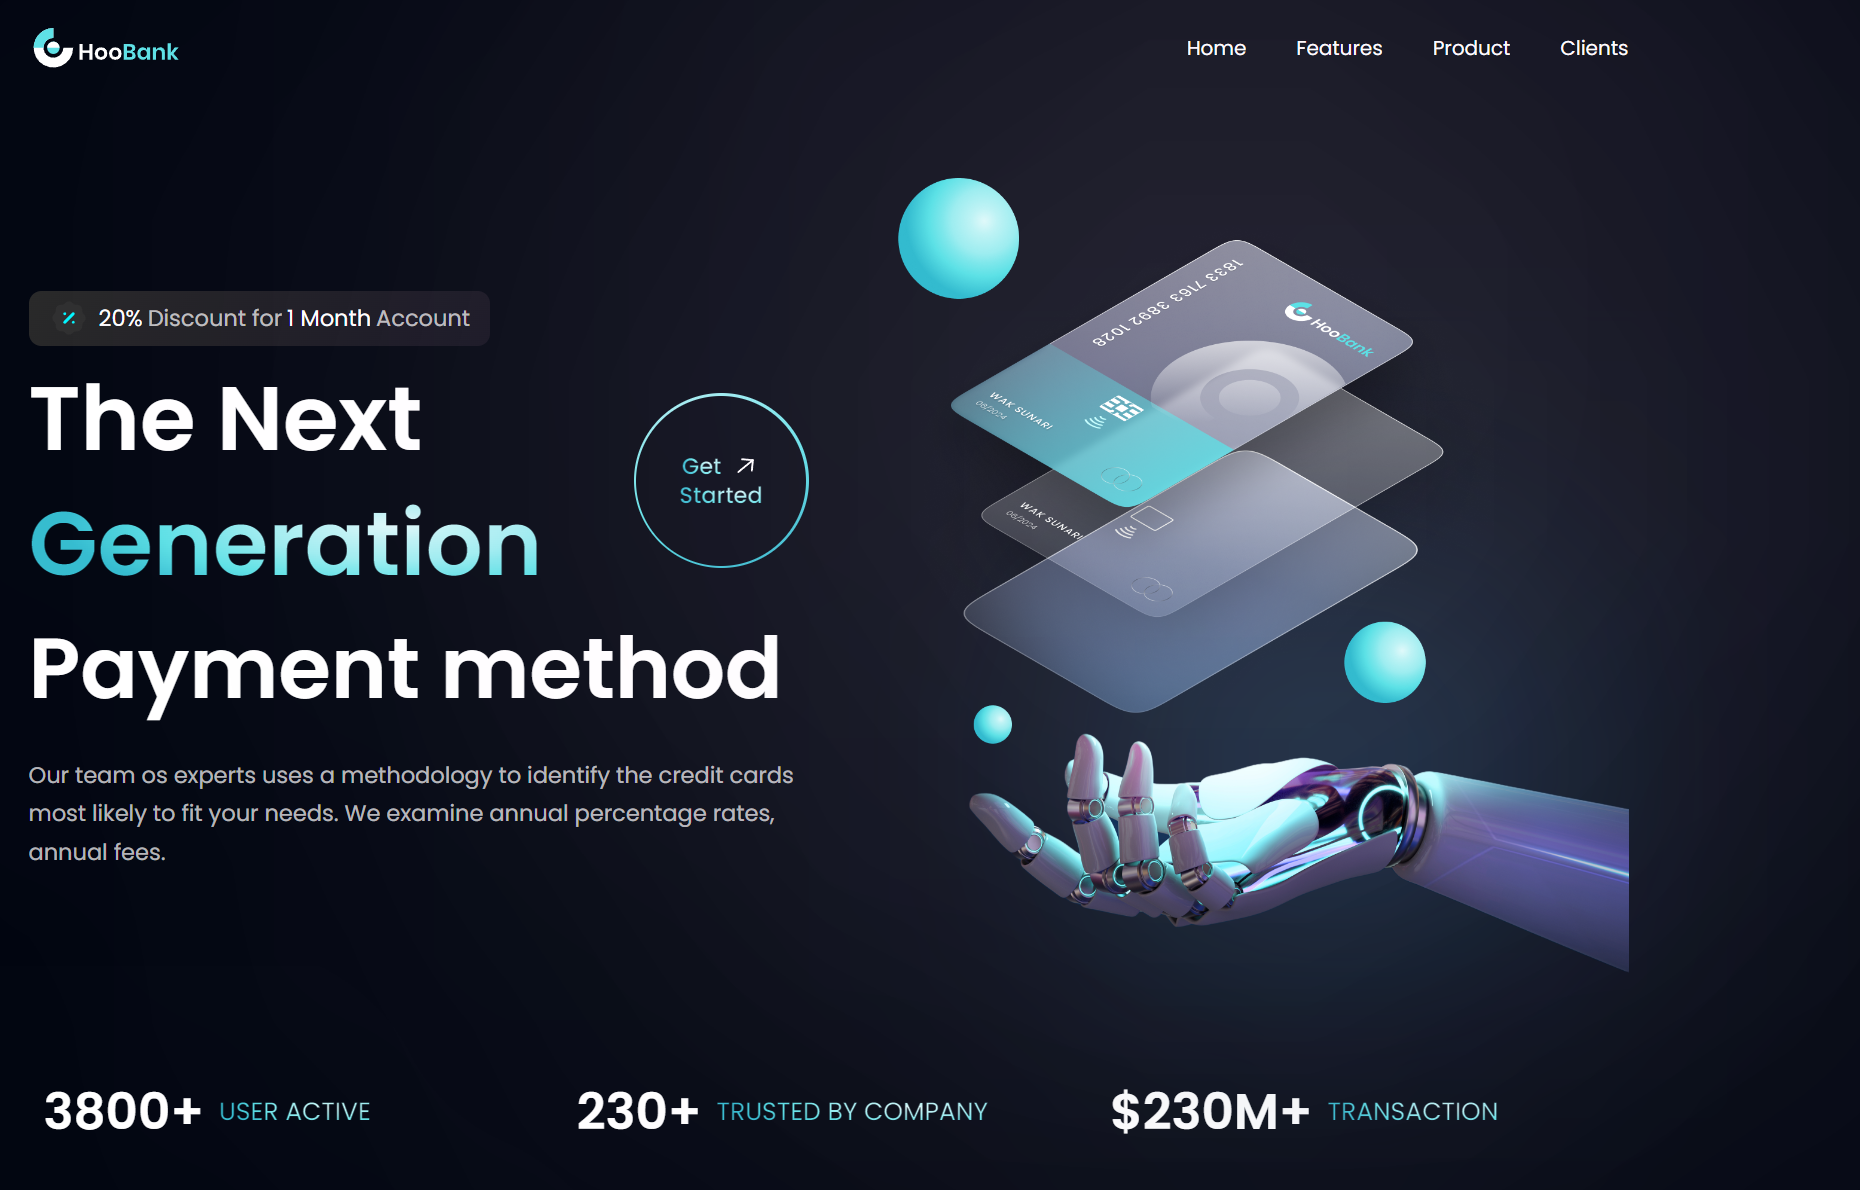 HooBank
Home
Features
Product
Clients
20% Discount for 1 Month Account
The Next
Generation
Payment method
Get
Started
Our team os experts uses a methodology to identify the credit cards
most likely to fit your needs. We examine annual percentage rates,
annual fees.
1833 7163 3892 1028
HooBank
WAK SUNARI
08/2024
WAK SUNARI
08/2024
3800+ USER ACTIVE
230+ TRUSTED BY COMPANY
$230M+ TRANSACTION